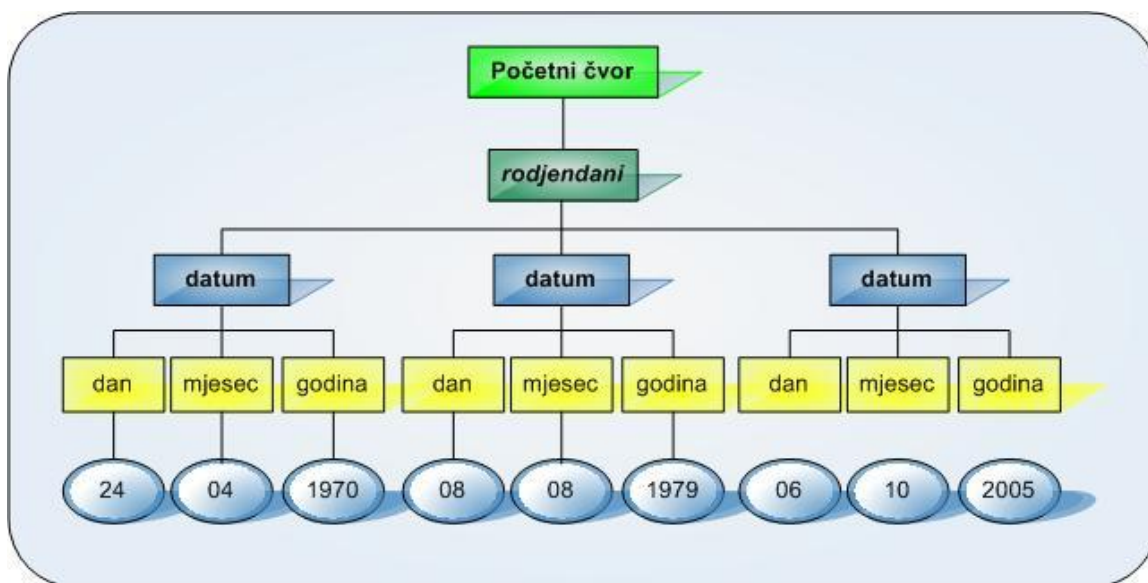 Početni čvor
rodjendani
datum datum datum
dan mjesec godina dan mjesec godina dan mjesec godina
24 04 1970 08 08 1979 06 10 2005